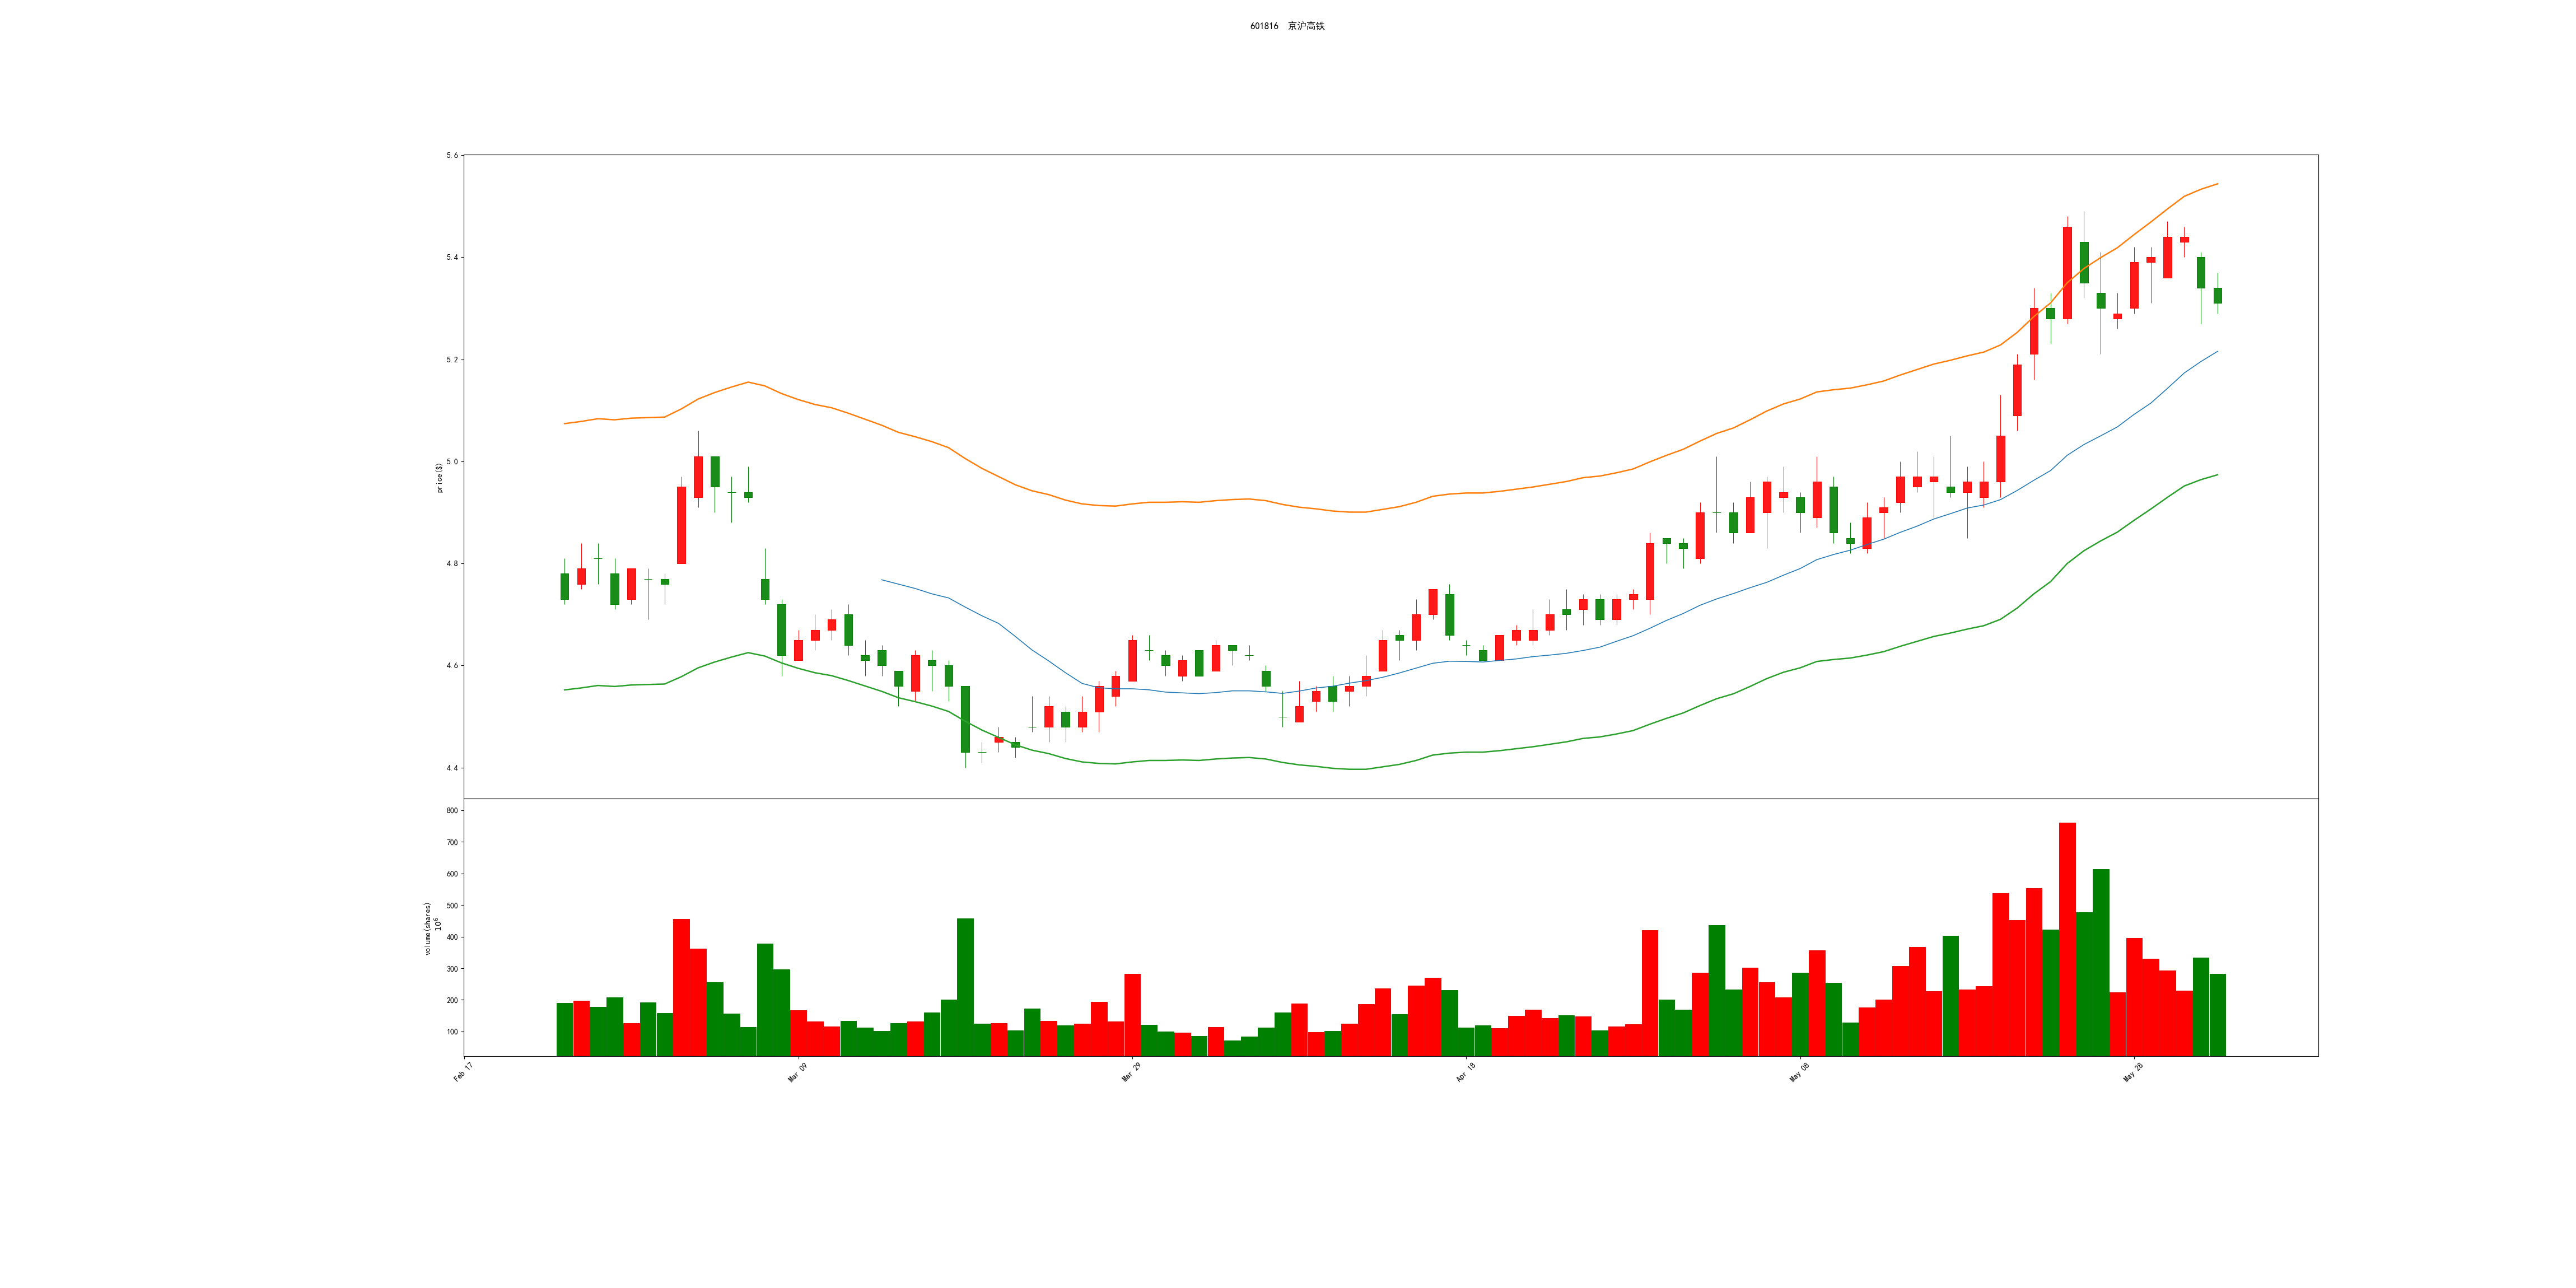 601816 京沪高铁
5.6
5.4
5.2
5.0
4.8
4.6
4.4
price($)
800
700
600
500
400
300
200
100
volume(shares)
10⁶
Feb 17
Mar 09
Mar 29
Apr 18
May 08
May 28